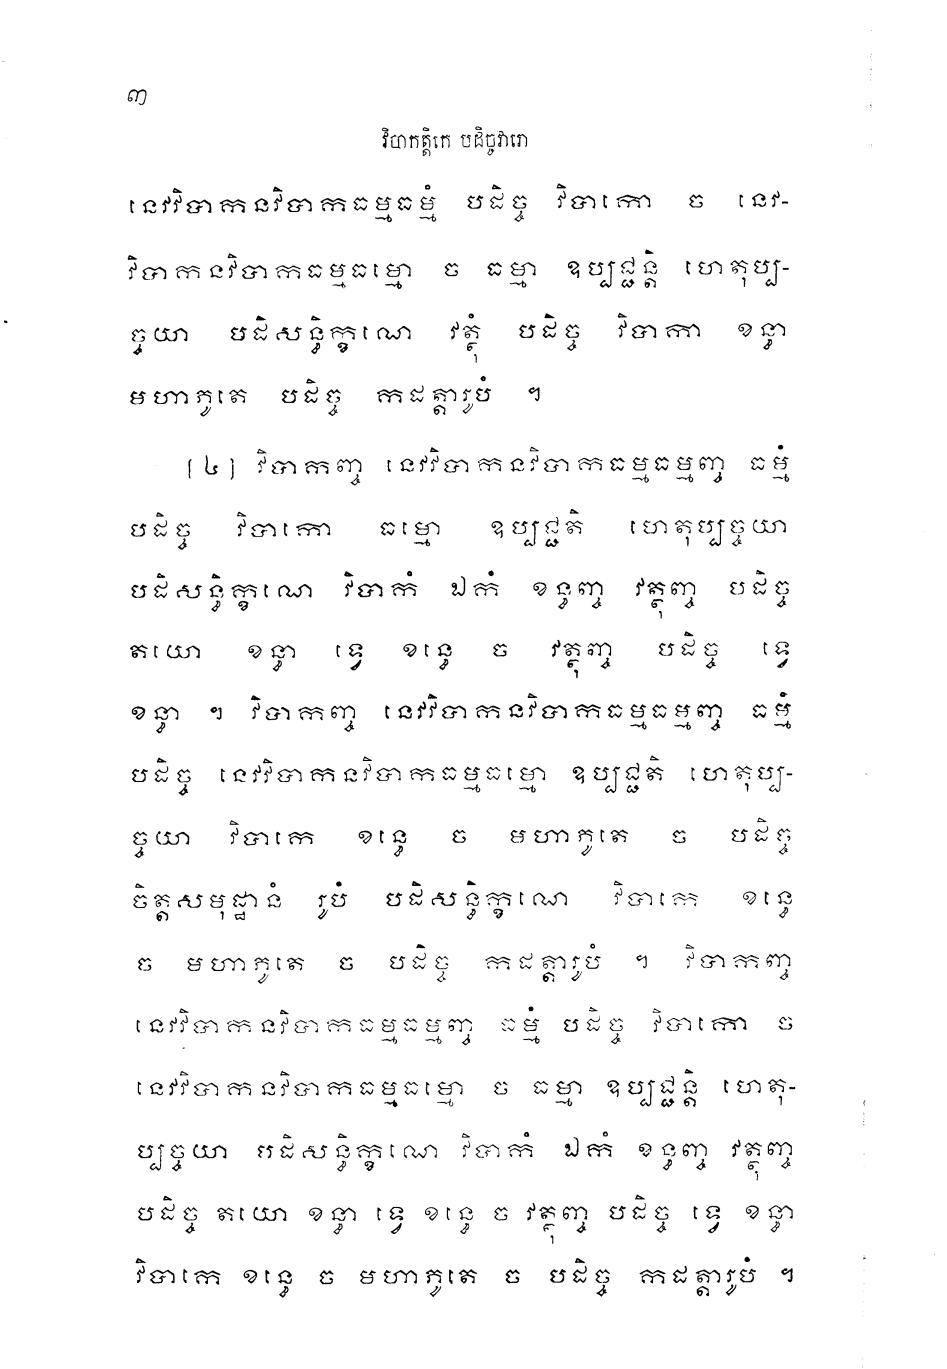 ៣
វិបាកត្តិកេ បដិច្ចវារោ
នេវវិបាកនវិបាកធម្មធម្មំ បដិច្ច វិបាកោ ច នេវ-
វិបាកនវិបាកធម្មធម្មោ ច ធម្មា ឧប្បជ្ជន្តិ ហេតុប្ប-
ច្ចយា បដិសន្ធិក្ខណេ វត្ថុំ បដិច្ច វិបាកា ខន្ធា
មហាភូតេ បដិច្ច កដត្តារូបំ ។
(៤) វិបាកញ្ច នេវវិបាកនវិបាកធម្មធម្មញ្ច ធម្មំ
បដិច្ច វិបាកោ ធម្មោ ឧប្បជ្ជតិ ហេតុប្បច្ចយា
បដិសន្ធិក្ខណេ វិបាកំ ឯកំ ខន្ធញ្ច វត្ថុញ្ច បដិច្ច
តយោ ខន្ធា ទ្វេ ខន្ធេ ច វត្ថុញ្ច បដិច្ច ទ្វេ
ខន្ធា ។ វិបាកញ្ច នេវវិបាកនវិបាកធម្មធម្មញ្ច ធម្មំ
បដិច្ច នេវវិបាកនវិបាកធម្មធម្មោ ឧប្បជ្ជតិ ហេតុប្ប-
ច្ចយា វិបាកេ ខន្ធេ ច មហាភូតេ ច បដិច្ច
ចិត្តសមុដ្ឋានំ រូបំ បដិសន្ធិក្ខណេ វិបាកេ ខន្ធេ
ច មហាភូតេ ច បដិច្ច កដត្តារូបំ ។ វិបាកញ្ច
នេវវិបាកនវិបាកធម្មធម្មញ្ច ធម្មំ បដិច្ច វិបាកោ ច
នេវវិបាកនវិបាកធម្មធម្មោ ច ធម្មា ឧប្បជ្ជន្តិ ហេតុ-
ប្បច្ចយា បដិសន្ធិក្ខណេ វិបាកំ ឯកំ ខន្ធញ្ច វត្ថុញ្ច
បដិច្ច តយោ ខន្ធា ទ្វេ ខន្ធេ ច វត្ថុញ្ច បដិច្ច ទ្វេ ខន្ធា
វិបាកេ ខន្ធេ ច មហាភូតេ ច បដិច្ច កដត្តារូបំ ។